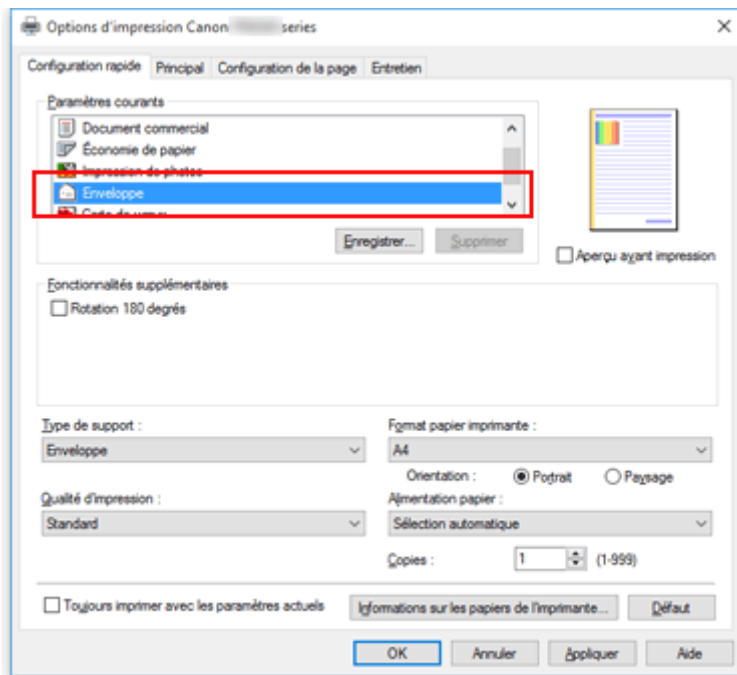 Options d'impression Canon series
Configuration rapide Principal Configuration de la page Entretien
Paramètres courants
Document commercial
Économie de papier
Impression de photos
Enveloppe
Enregistrer... Supprimer
Aperçu avant impression
Fonctionnalités supplémentaires
Rotation 180 degrés
Type de support : Format papier imprimante :
Enveloppe A4
Orientation : Portrait Paysage
Qualité d'impression : Alimentation papier :
Standard Sélection automatique
Copies : 1 (1-999)
Toujours imprimer avec les paramètres actuels Informations sur les papiers de l'imprimante... Défaut
OK Annuler Appliquer Aide